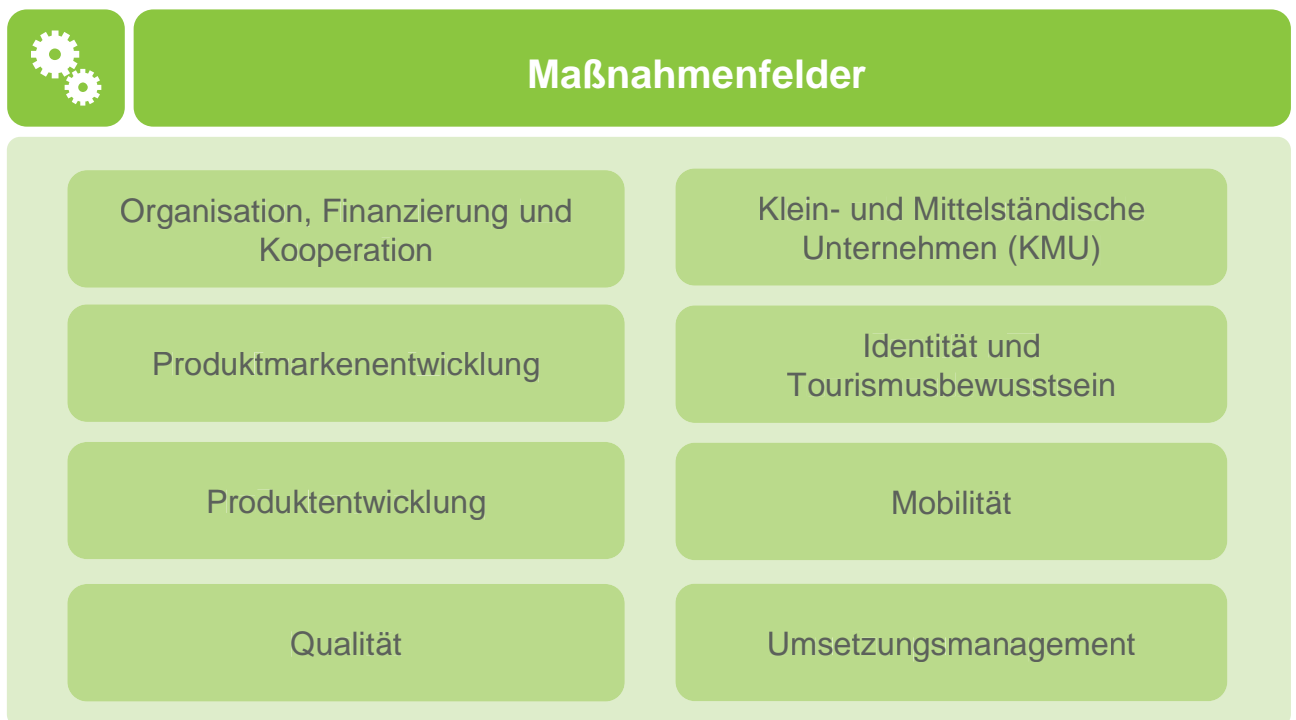 Maßnahmenfelder
Organisation, Finanzierung und
Kooperation
Klein- und Mittelständische
Unternehmen (KMU)
Produktmarkenentwicklung
Identität und
Tourismusbewusstsein
Produktentwicklung
Mobilität
Qualität
Umsetzungsmanagement